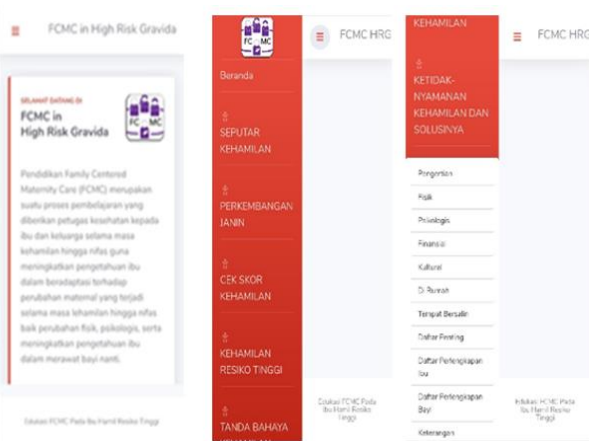 FCMC in High Risk Gravida
SELAMAT DATANG DI
FCMC in
High Risk Gravida
FC MC
Pendidikan Family Centered
Maternity Care (FCMC) merupakan
suatu proses pembelajaran yang
diberikan petugas kesehatan kepada
ibu dan keluarga selama masa
kehamilan hingga nifas guna
meningkatkan pengetahuan ibu
dalam beradaptasi terhadap
perubahan maternal yang terjadi
selama masa kehamilan hingga nifas
baik perubahan fisik, psikologis, serta
meningkatkan pengetahuan ibu
dalam merawat bayi nanti.
Edukasi FCMC Pada Ibu Hamil Resiko Tinggi
FC MC
Beranda
SEPUTAR
KEHAMILAN
PERKEMBANGAN
JANIN
CEK SKOR
KEHAMILAN
KEHAMILAN
RESIKO TINGGI
TANDA BAHAYA
KEHAMILAN
FCMC HRG
Edukasi FCMC Pada
Ibu Hamil Resiko
Tinggi
KEHAMILAN
KETIDAK-
NYAMANAN
KEHAMILAN DAN
SOLUSINYA
Pengertian
Fisik
Psikologis
Finansial
Kultural
Di Rumah
Tempat Bersalin
Daftar Penting
Daftar Perlengkapan
Ibu
Daftar Perlengkapan
Bayi
Keterangan
FCMC HRG
Edukasi FCMC Pada
Ibu Hamil Resiko
Tinggi